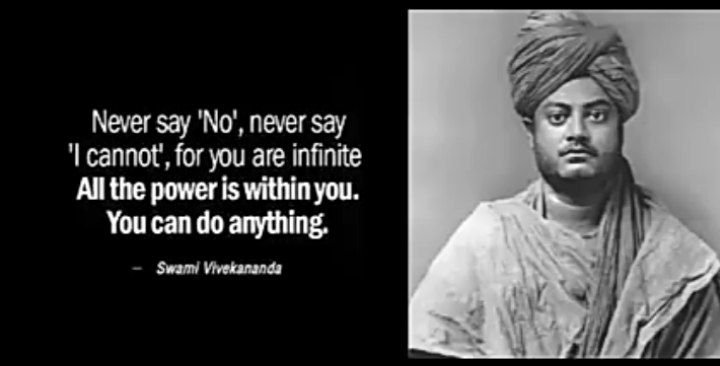 Never say 'No', never say
'I cannot', for you are infinite
All the power is within you.
You can do anything.
– Swami Vivekananda